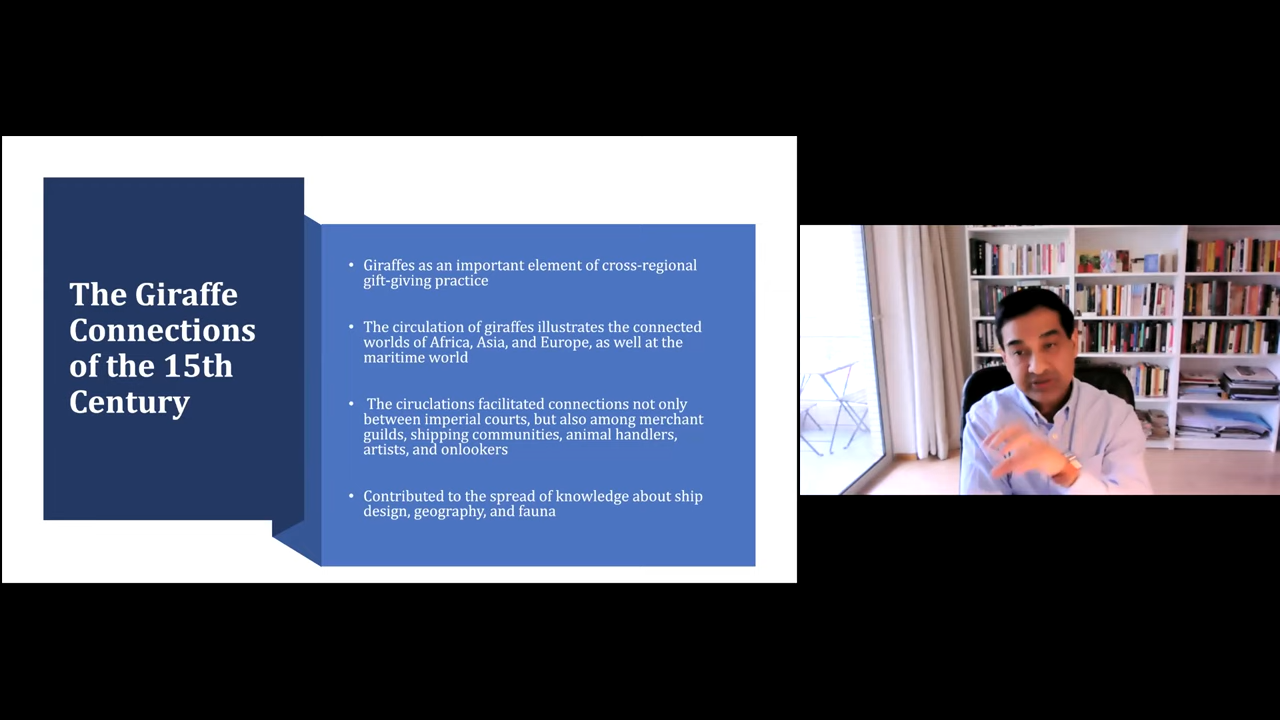 The Giraffe
Connections
of the 15th
Century
• Giraffes as an important element of cross-regional
gift-giving practice
• The circulation of giraffes illustrates the connected
worlds of Africa, Asia, and Europe, as well at the
maritime world
• The ciruclations facilitated connections not only
between imperial courts, but also among merchant
guilds, shipping communities, animal handlers,
artists, and onlookers
• Contributed to the spread of knowledge about ship
design, geography, and fauna